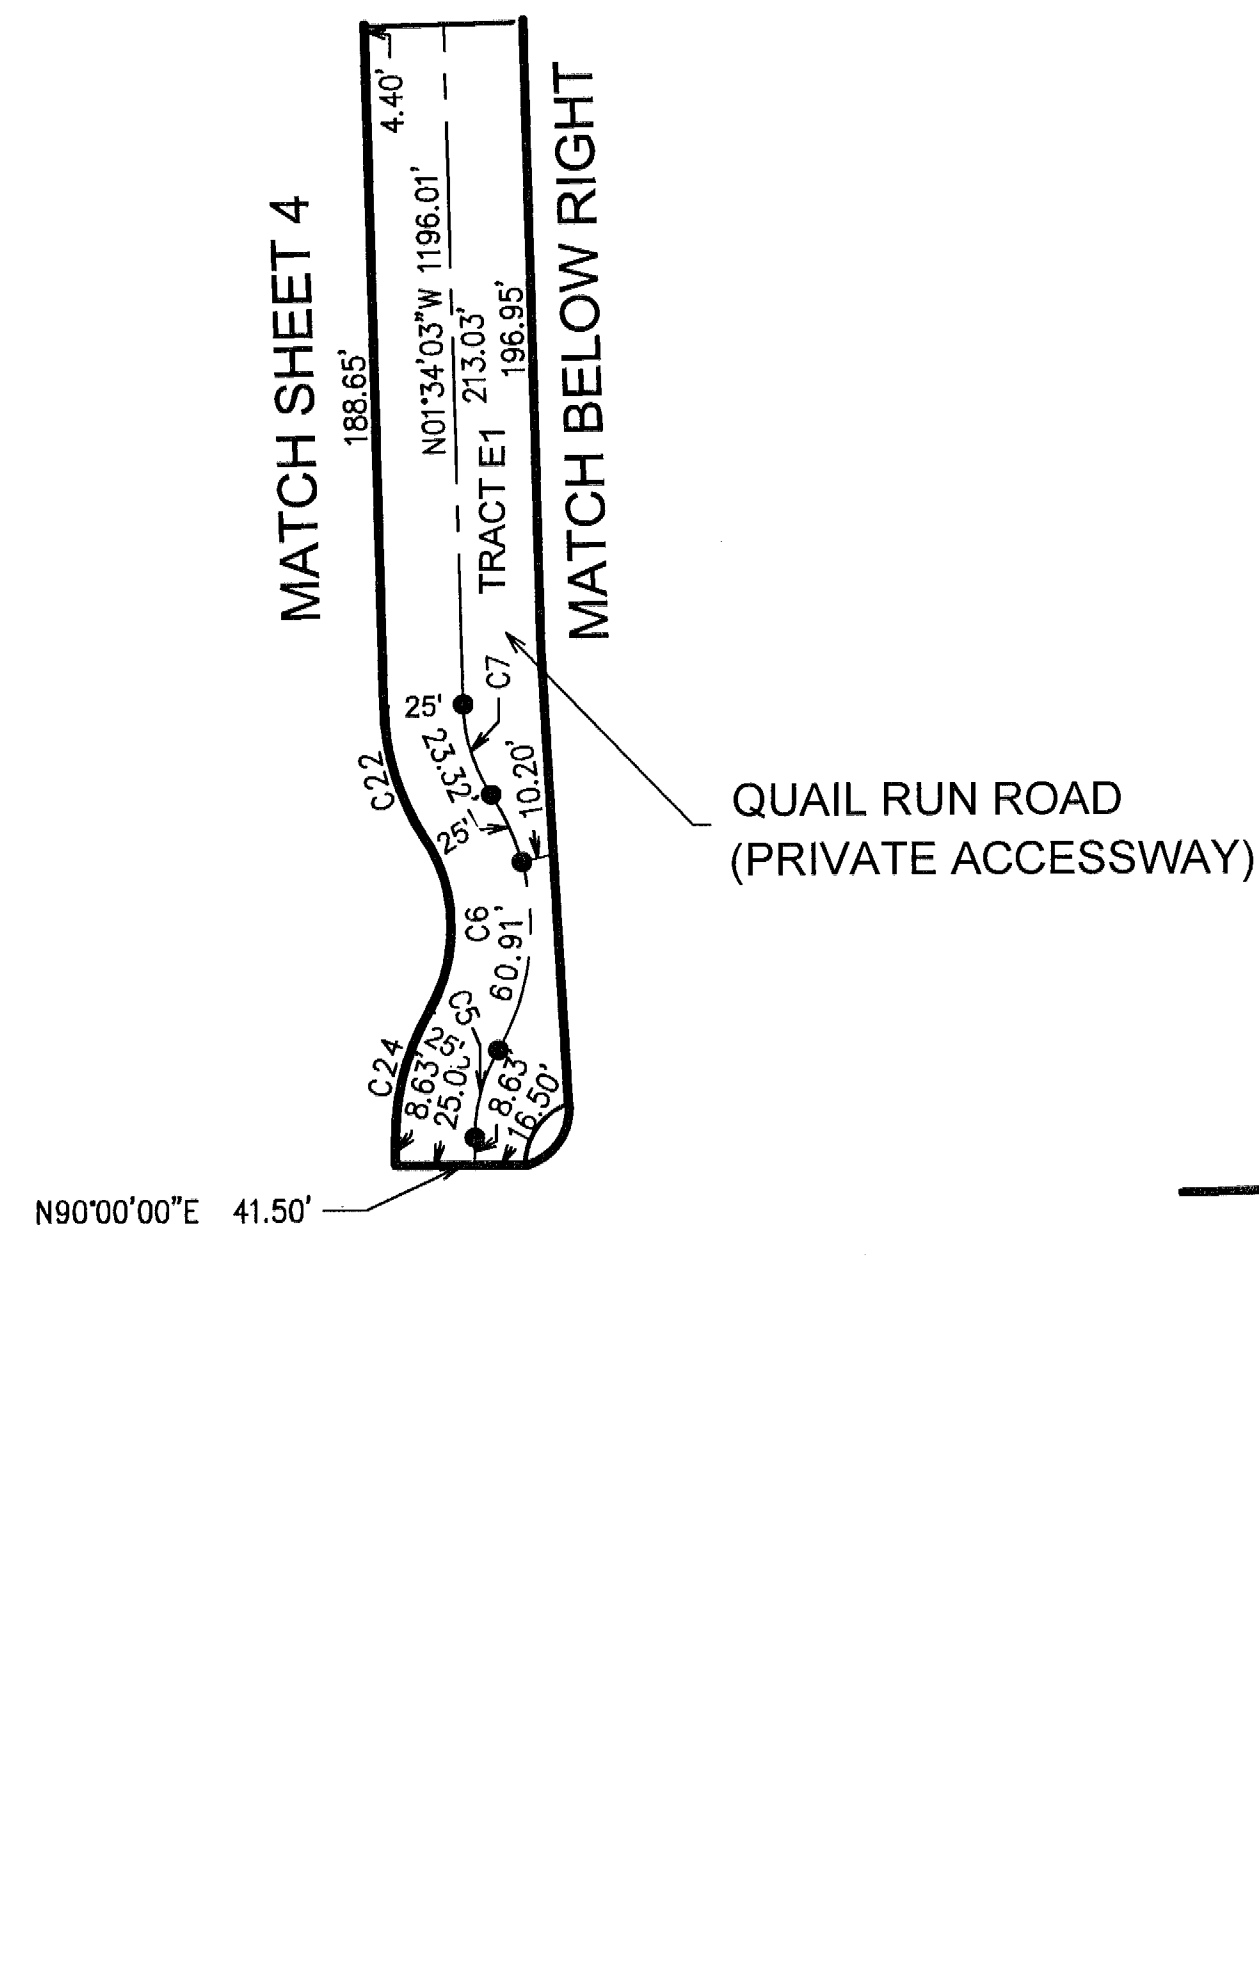 4.40'
MATCH SHEET 4
188.65'
N01°34'03"W 1196.01'
213.03'
196.95'
TRACT E1
MATCH BELOW RIGHT
25'
C7
23.32'
C22
10.20'
25'
QUAIL RUN ROAD
(PRIVATE ACCESSWAY)
C6
60.91'
C5
25'
C24
8.63'
8.63'
16.50'
N90°00'00"E 41.50'